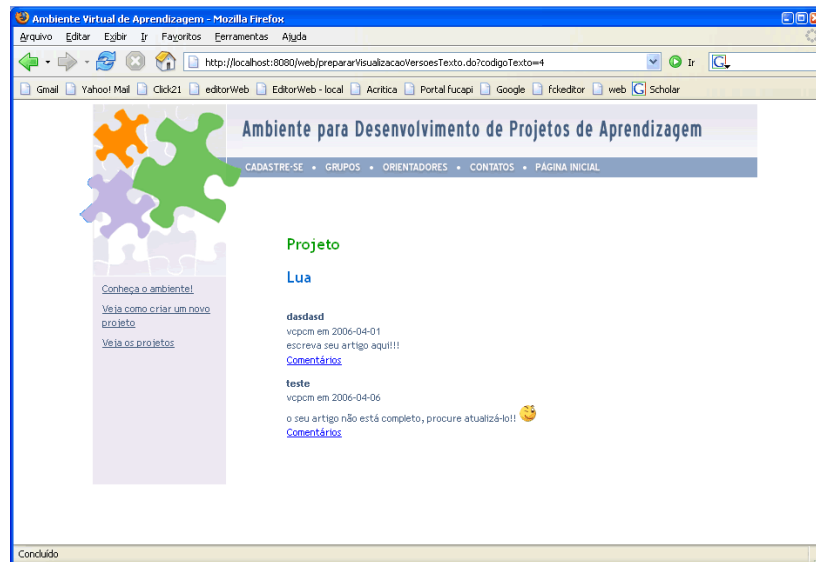 Ambiente Virtual de Aprendizagem - Mozilla Firefox
Arquivo Editar Exibir Ir Favoritos Ferramentas Ajuda
http://localhost:8080/web/prepararVisualizacaoVersoesTexto.do?codigoTexto=4 Ir G
Gmail Yahoo! Mail Click21 editorWeb EditorWeb - local Acritica Portal fucapi Google fckeditor web G Scholar
Ambiente para Desenvolvimento de Projetos de Aprendizagem
CADASTRE-SE • GRUPOS • ORIENTADORES • CONTATOS • PÁGINA INICIAL
Conheça o ambiente!
Veja como criar um novo
projeto
Veja os projetos
Projeto
Lua
dasdasd
vcpcm em 2006-04-01
escreva seu artigo aqui!!!
Comentários
teste
vcpcm em 2006-04-06
o seu artigo não está completo, procure atualizá-lo!!
Comentários
Concluído